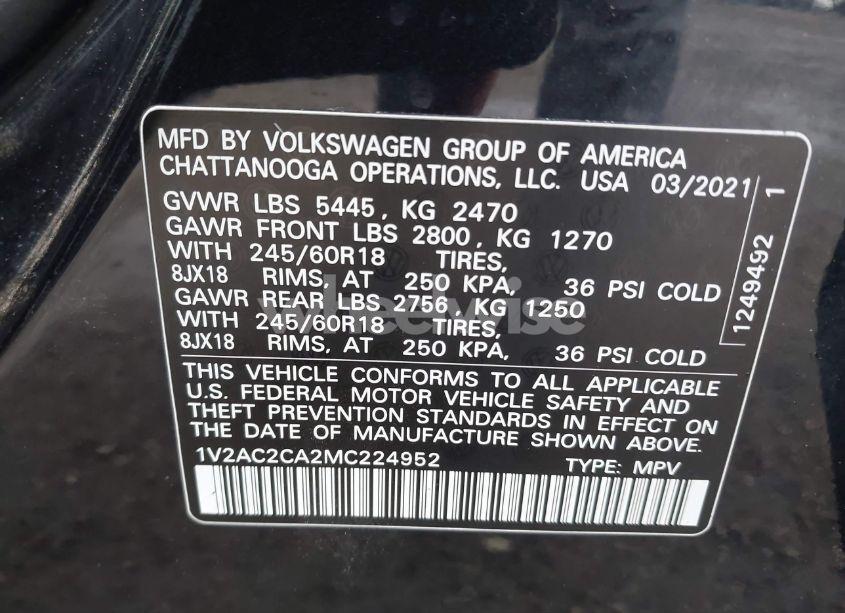 MFD BY VOLKSWAGEN GROUP OF AMERICA
CHATTANOOGA OPERATIONS, LLC. USA 03/2021
GVWR LBS 5445, KG 2470
GAWR FRONT LBS 2800, KG 1270
WITH 245/60R18 TIRES,
8JX18 RIMS, AT 250 KPA, 36 PSI COLD
GAWR REAR LBS 2756, KG 1250
WITH 245/60R18 TIRES,
8JX18 RIMS, AT 250 KPA, 36 PSI COLD
THIS VEHICLE CONFORMS TO ALL APPLICABLE
U.S. FEDERAL MOTOR VEHICLE SAFETY AND
THEFT PREVENTION STANDARDS IN EFFECT ON
THE DATE OF MANUFACTURE SHOWN ABOVE.
1V2AC2CA2MC224952 TYPE: MPV
1249492 1
wheelwise